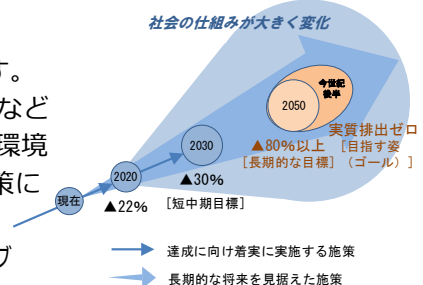 社会の仕組みが大きく変化
す。
など
環境
策に
ブ
今世紀
後半
2050
実質排出ゼロ
▲80%以上 [目指す姿
[長期的な目標] （ゴール）]
2030
▲30%
[短中期目標]
2020
▲22%
現在
達成に向け着実に実施する施策
長期的な将来を見据えた施策